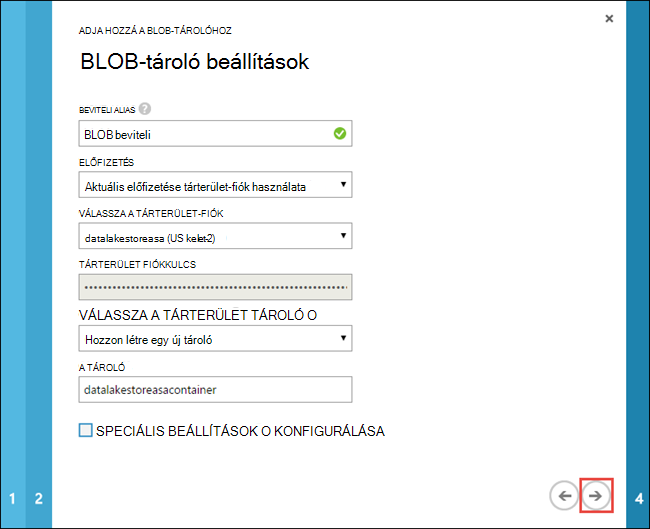 ADJA HOZZÁ A BLOB-TÁROLÓHOZ
BLOB-tároló beállítások
BEVITELI ALIAS ?
BLOB beviteli
ELŐFIZETÉS
Aktuális előfizetése tárterület-fiók használata
VÁLASSZA A TÁRTERÜLET-FIÓK
datalakestoreasa (US kelet-2)
TÁRTERÜLET FIÓKKULCS
VÁLASSZA A TÁRTERÜLET TÁROLÓ O
Hozzon létre egy új tároló
A TÁROLÓ
datalakestoreasacontainer
SPECIÁLIS BEÁLLÍTÁSOK O KONFIGURÁLÁSA
1 2 4